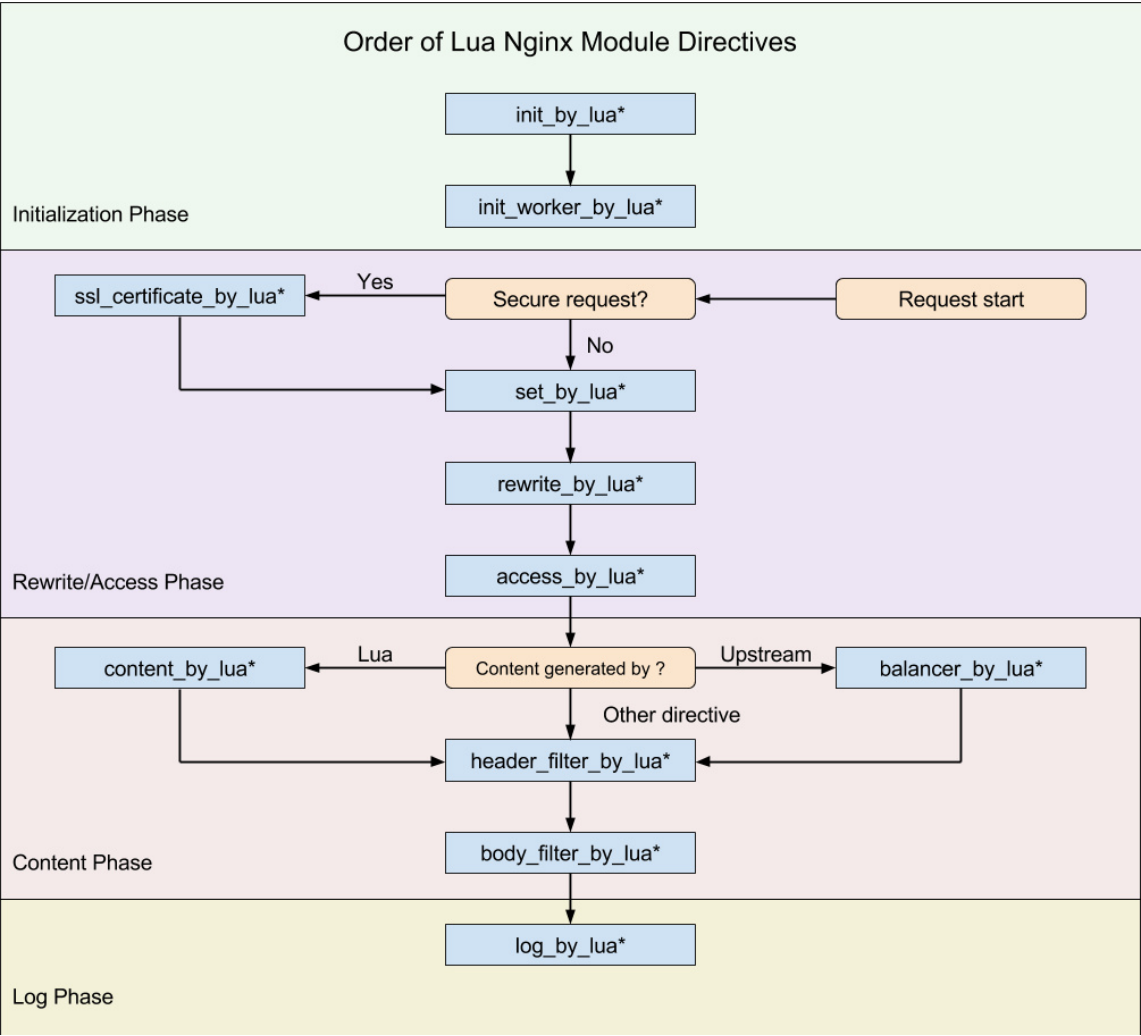 Order of Lua Nginx Module Directives
init_by_lua*
init_worker_by_lua*
Initialization Phase
ssl_certificate_by_lua*
Yes
Secure request?
Request start
No
set_by_lua*
rewrite_by_lua*
access_by_lua*
Rewrite/Access Phase
content_by_lua*
Lua
Content generated by ?
Upstream
balancer_by_lua*
Other directive
header_filter_by_lua*
body_filter_by_lua*
Content Phase
log_by_lua*
Log Phase